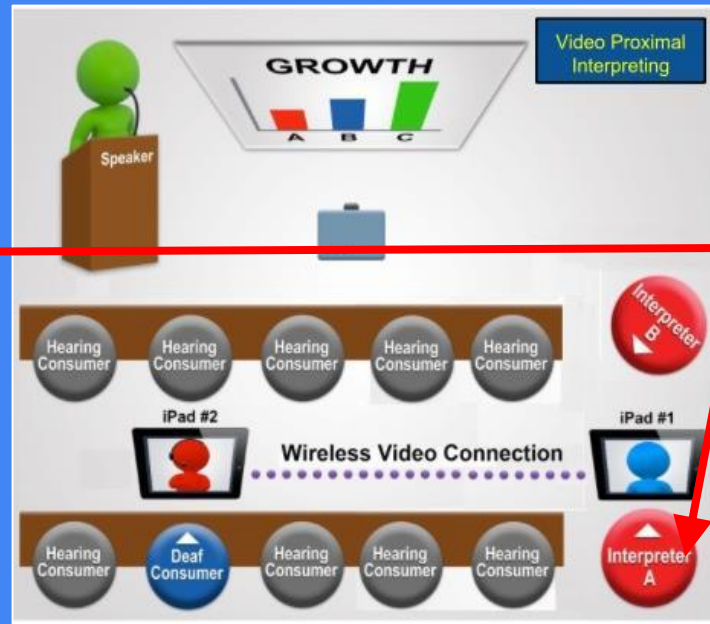 Video Proximal
Interpreting
GROWTH
A B C
Speaker
Interpreter
B
Hearing
Consumer
Hearing
Consumer
Hearing
Consumer
Hearing
Consumer
Hearing
Consumer
iPad #2
iPad #1
Wireless Video Connection
Hearing
Consumer
Deaf
Consumer
Hearing
Consumer
Hearing
Consumer
Hearing
Consumer
Interpreter
A